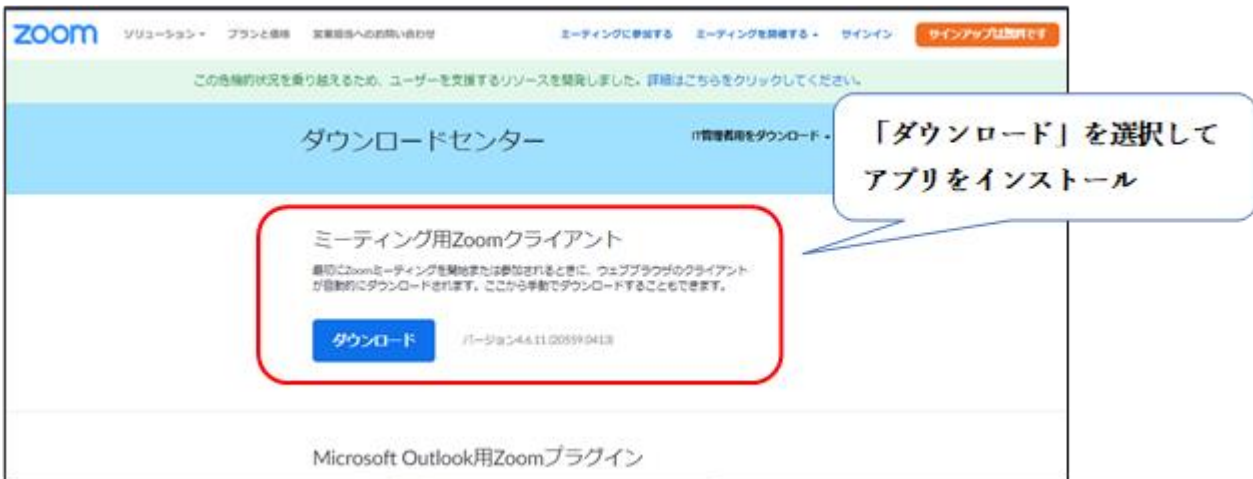 zoom ソリューション プランと価格 営業担当へのお問い合わせ ミーティングに参加する ミーティングを開催する サインイン サインアップは無料です
この危機的状況を乗り越えるため、ユーザーを支援するリソースを開発しました。詳細はこちらをクリックしてください。
ダウンロードセンター IT管理者用をダウンロード
「ダウンロード」を選択して
アプリをインストール
ミーティング用Zoomクライアント
最初にZoomミーティングを開始または参加されるときに、ウェブブラウザのクライアント
が自動的にダウンロードされます。ここから手動でダウンロードすることもできます。
ダウンロード バージョン4.6.11 (20559.0413)
Microsoft Outlook用Zoomプラグイン